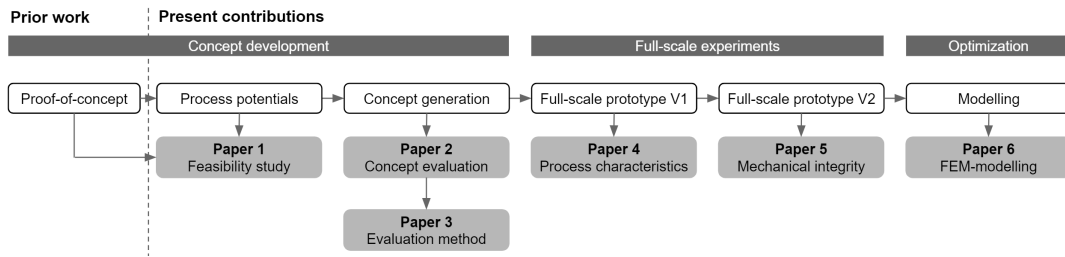 Prior work
Present contributions
Concept development
Full-scale experiments
Optimization
Proof-of-concept
Process potentials
Concept generation
Full-scale prototype V1
Full-scale prototype V2
Modelling
Paper 1
Feasibility study
Paper 2
Concept evaluation
Paper 4
Process characteristics
Paper 5
Mechanical integrity
Paper 6
FEM-modelling
Paper 3
Evaluation method